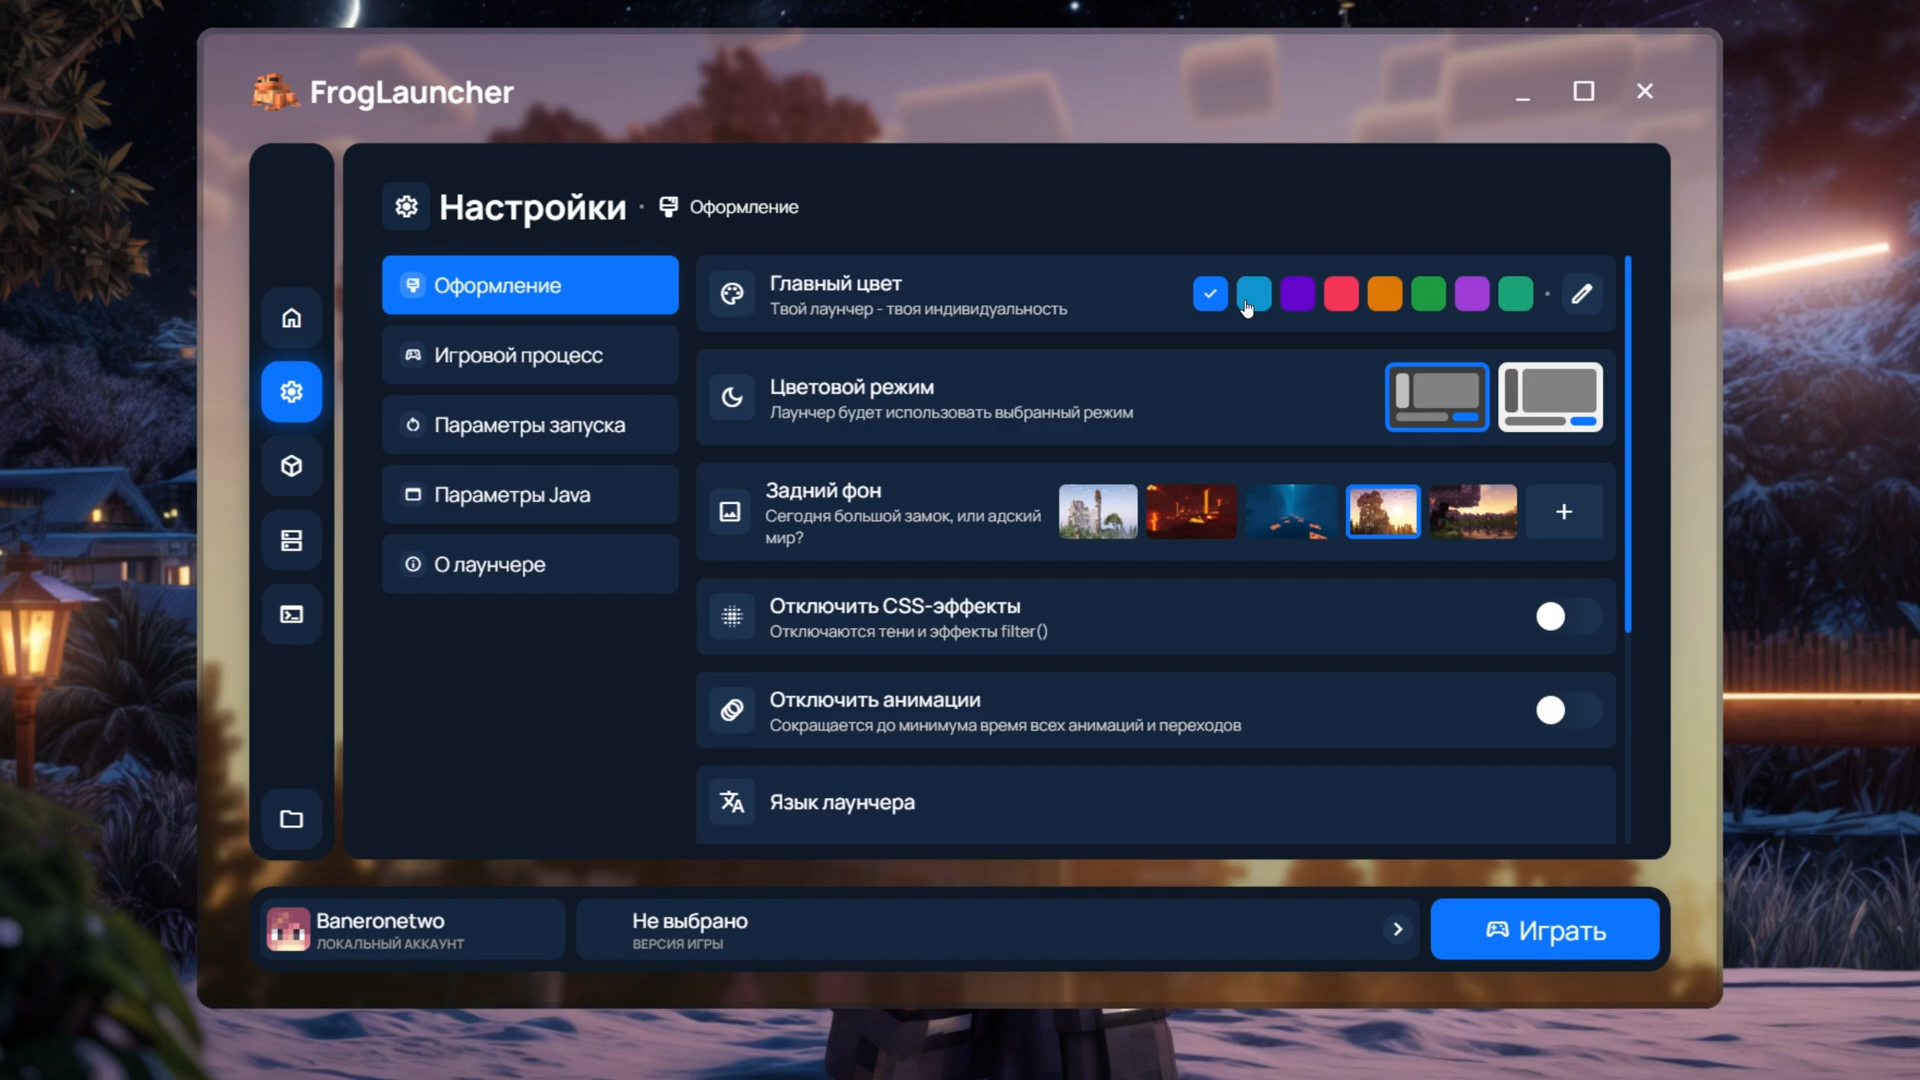 FrogLauncher
Настройки · Оформление
Оформление
Игровой процесс
Параметры запуска
Параметры Java
О лаунчере
Главный цвет
Твой лаунчер - твоя индивидуальность
Цветовой режим
Лаунчер будет использовать выбранный режим
Задний фон
Сегодня большой замок, или адский
мир?
Отключить CSS-эффекты
Отключаются тени и эффекты filter()
Отключить анимации
Сокращается до минимума время всех анимаций и переходов
Язык лаунчера
Baneronetwo
ЛОКАЛЬНЫЙ АККАУНТ
Не выбрано
ВЕРСИЯ ИГРЫ
Играть